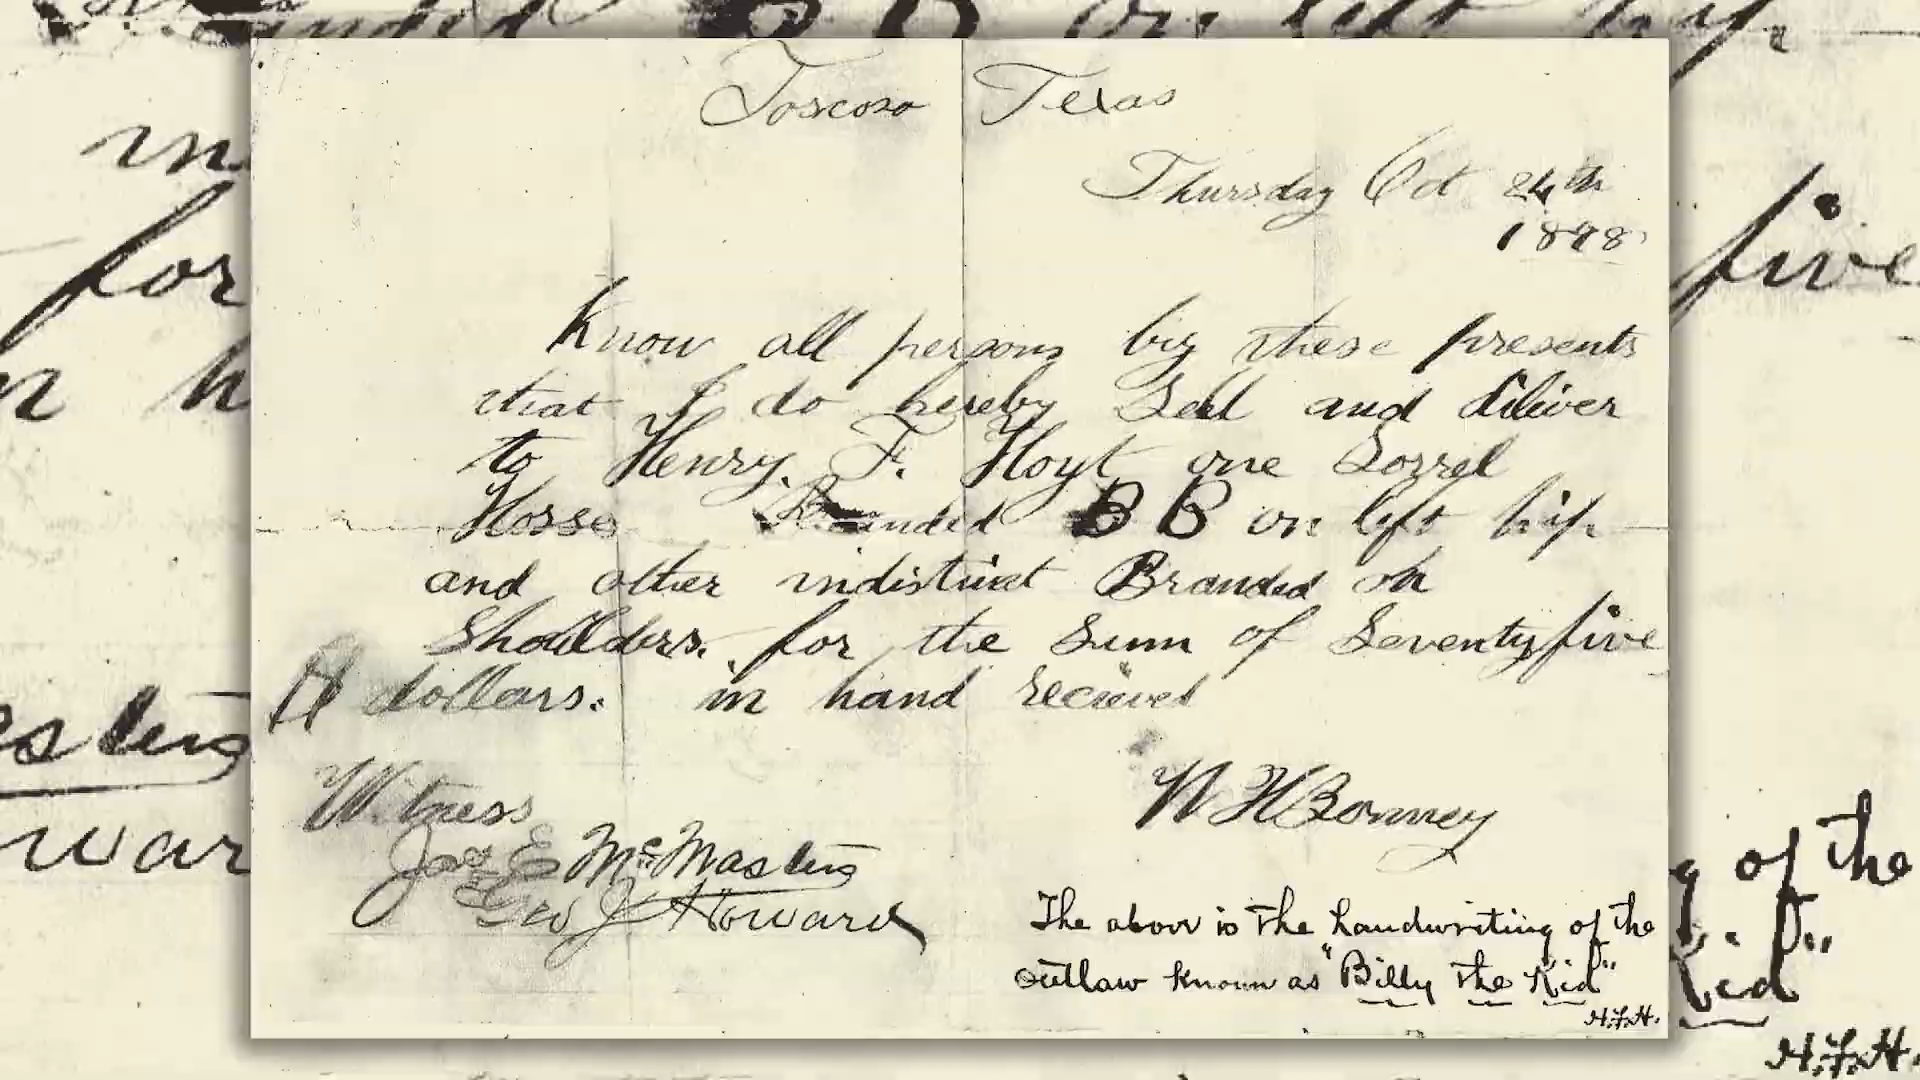 Toscoso Texas
Thursday Oct 24th
1878
Know all persons by these presents
that I do hereby Sell and diliver
to Henry. F. Hoyt one Sorrel
Horse Branded BB on left hip
and other indistinct Branded on
Shoulders. for the Sum of Seventyfive
dollars. in hand recieved
W H Bonney
Witness
Jas E McMasters
Geo J Howard
The above is the handwriting of the
outlaw known as "Billy the Kid"
H.F.H.